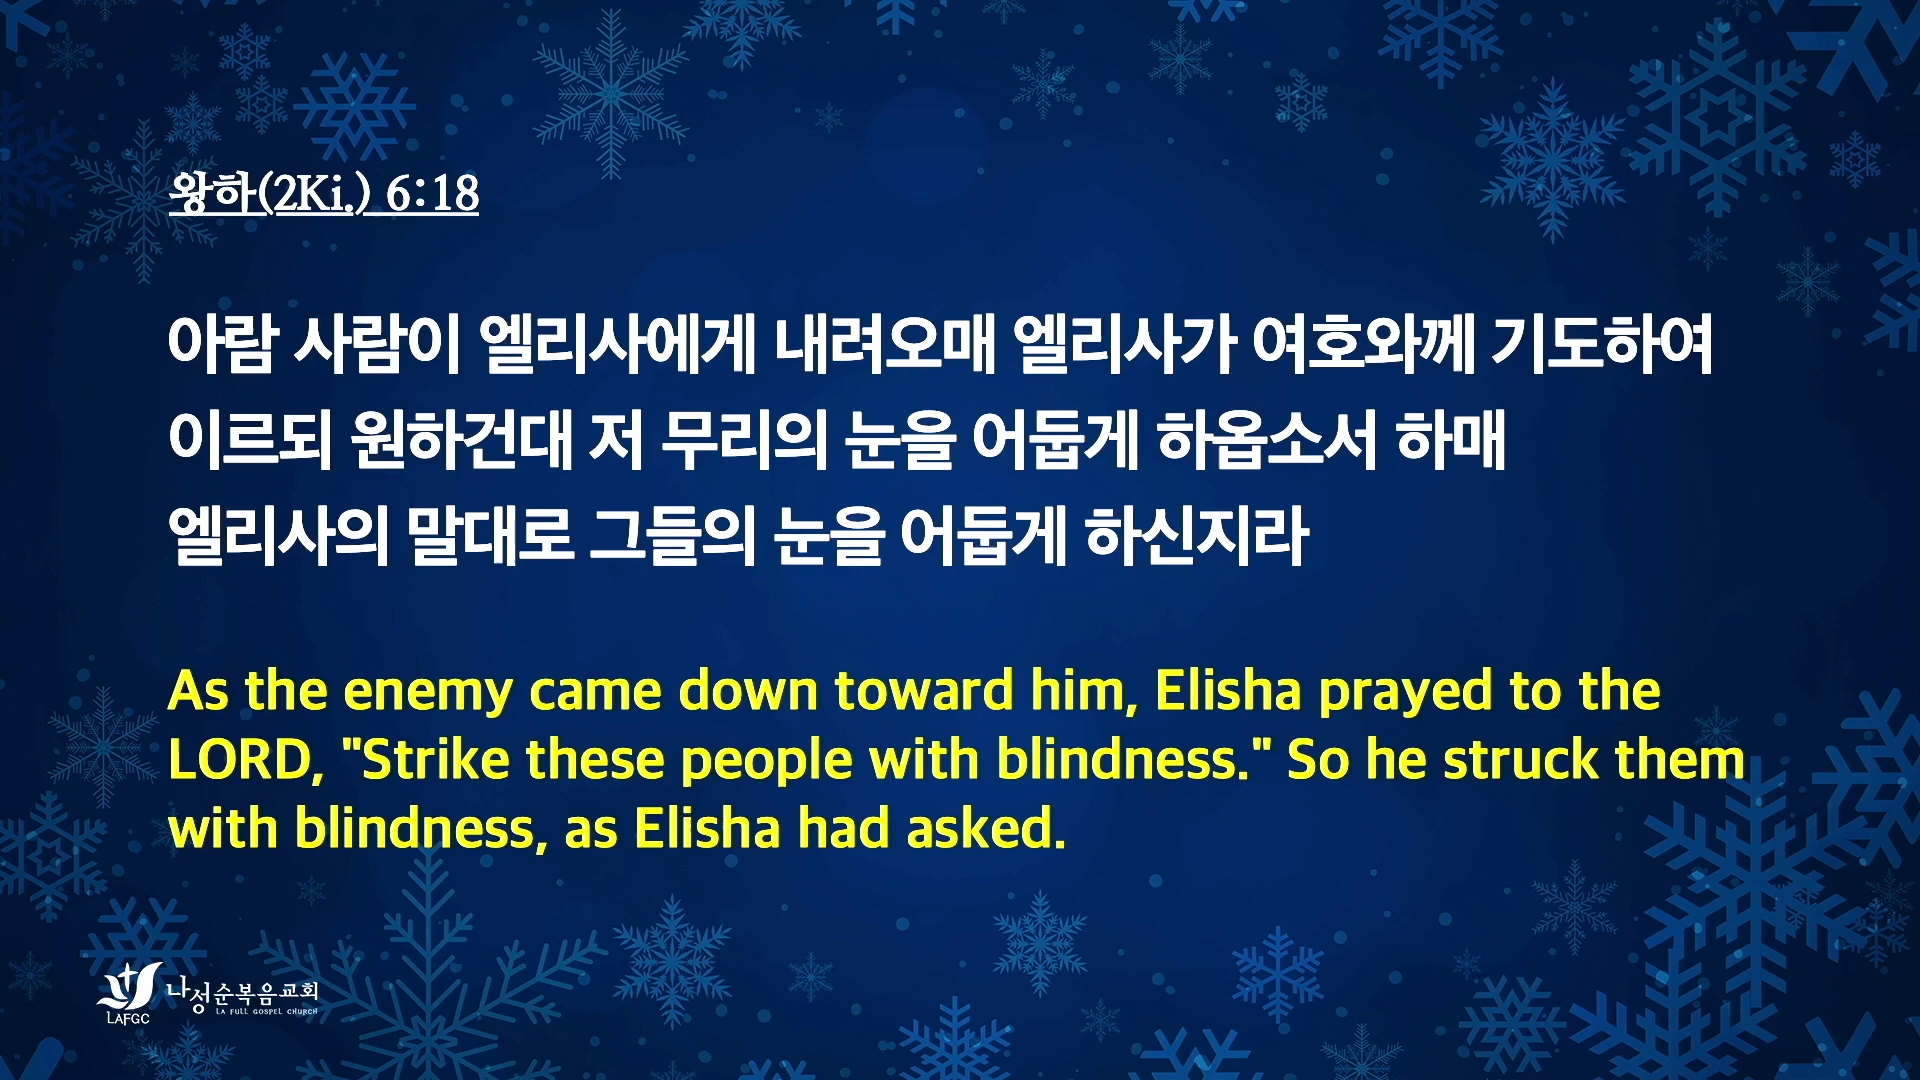 왕하(2Ki.) 6:18
아람 사람이 엘리사에게 내려오매 엘리사가 여호와께 기도하여
이르되 원하건대 저 무리의 눈을 어둡게 하옵소서 하매
엘리사의 말대로 그들의 눈을 어둡게 하신지라
As the enemy came down toward him, Elisha prayed to the
LORD, "Strike these people with blindness." So he struck them
with blindness, as Elisha had asked.
나성순복음교회
LA FULL GOSPEL CHURCH
LAFGC